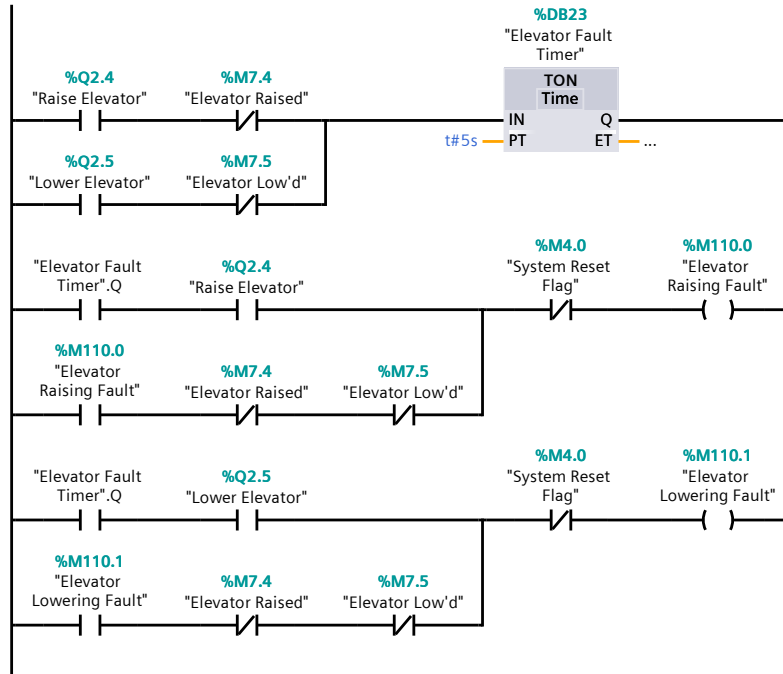 %DB23
"Elevator Fault
Timer"
%Q2.4
%M7.4
TON
"Raise Elevator"
"Elevator Raised"
Time
IN
Q
t#5s
PT
ET
...
%Q2.5
%M7.5
"Lower Elevator"
"Elevator Low'd"
"Elevator Fault
Timer".Q
%Q2.4
"Raise Elevator"
%M4.0
"System Reset
Flag"
%M110.0
"Elevator
Raising Fault"
%M110.0
"Elevator
Raising Fault"
%M7.4
"Elevator Raised"
%M7.5
"Elevator Low'd"
"Elevator Fault
Timer".Q
%Q2.5
"Lower Elevator"
%M4.0
"System Reset
Flag"
%M110.1
"Elevator
Lowering Fault"
%M110.1
"Elevator
Lowering Fault"
%M7.4
"Elevator Raised"
%M7.5
"Elevator Low'd"